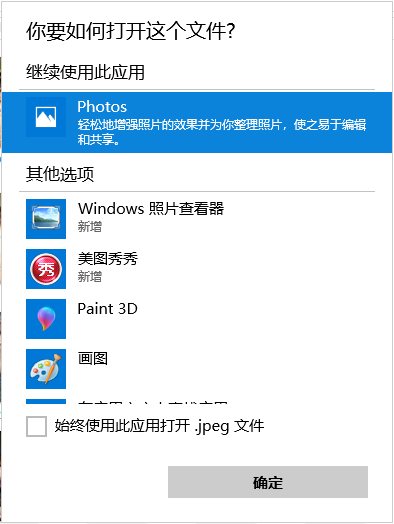 你要如何打开这个文件?
继续使用此应用
Photos
轻松地增强照片的效果并为你整理照片，使之易于编辑
和共享。
其他选项
Windows 照片查看器
新增
美图秀秀
新增
Paint 3D
画图
始终使用此应用打开 .jpeg 文件
确定